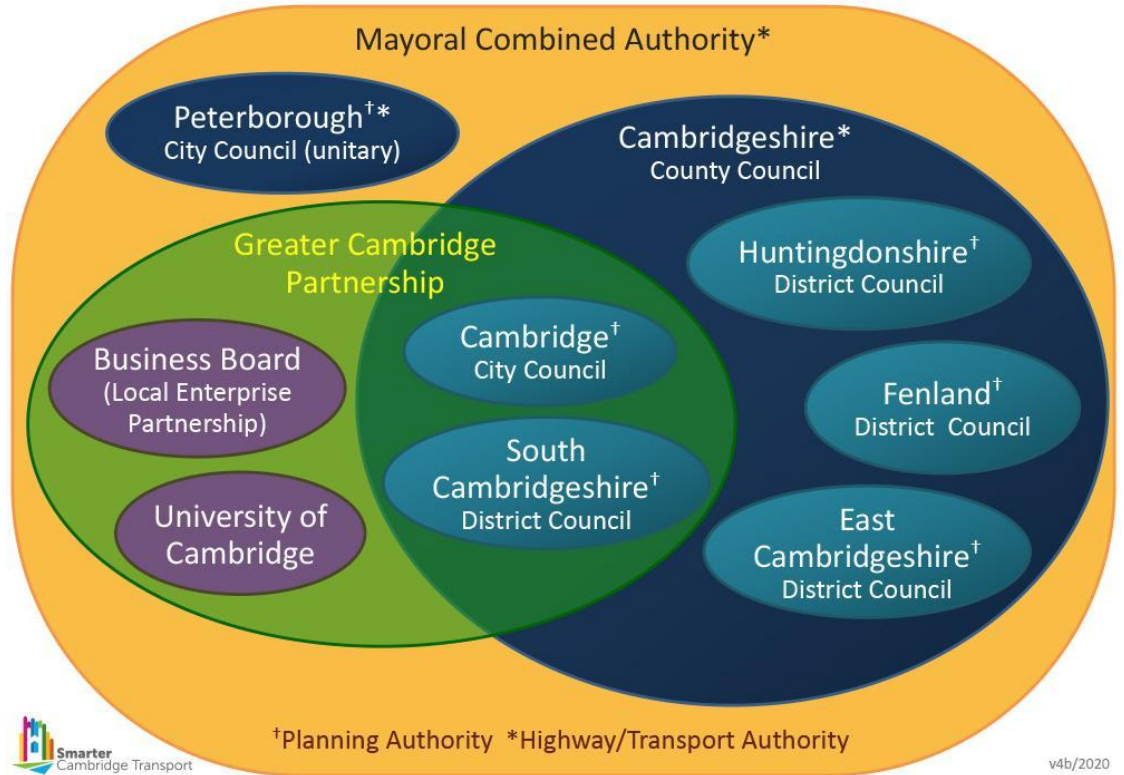 Mayoral Combined Authority*
Peterborough†*
City Council (unitary)
Cambridgeshire*
County Council
Greater Cambridge
Partnership
Huntingdonshire†
District Council
Business Board
(Local Enterprise
Partnership)
Cambridge†
City Council
Fenland†
District Council
South
Cambridgeshire†
District Council
University of
Cambridge
East
Cambridgeshire†
District Council
†Planning Authority *Highway/Transport Authority
Smarter
Cambridge Transport
v4b/2020